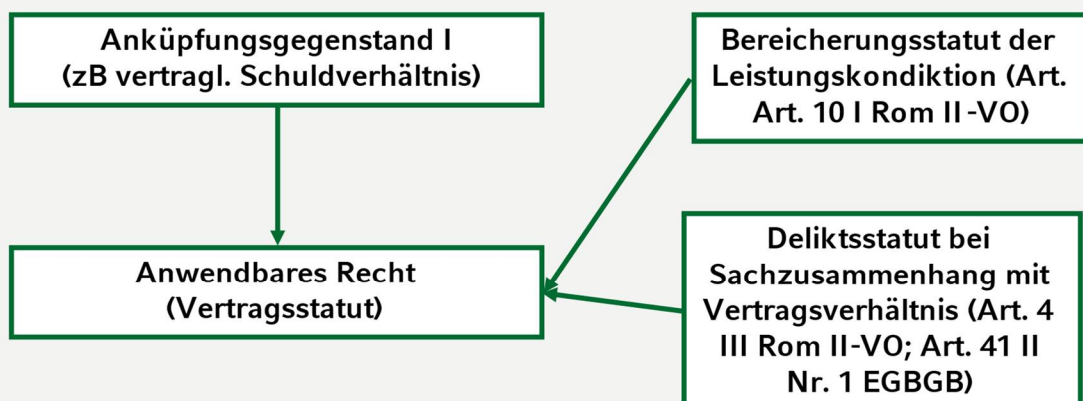 Anküpfungsgegenstand I
(zB vertragl. Schuldverhältnis)
Bereicherungsstatut der
Leistungskondiktion (Art.
Art. 10 I Rom II-VO)
Anwendbares Recht
(Vertragsstatut)
Deliktsstatut bei
Sachzusammenhang mit
Vertragsverhältnis (Art. 4
III Rom II-VO; Art. 41 II
Nr. 1 EGBGB)